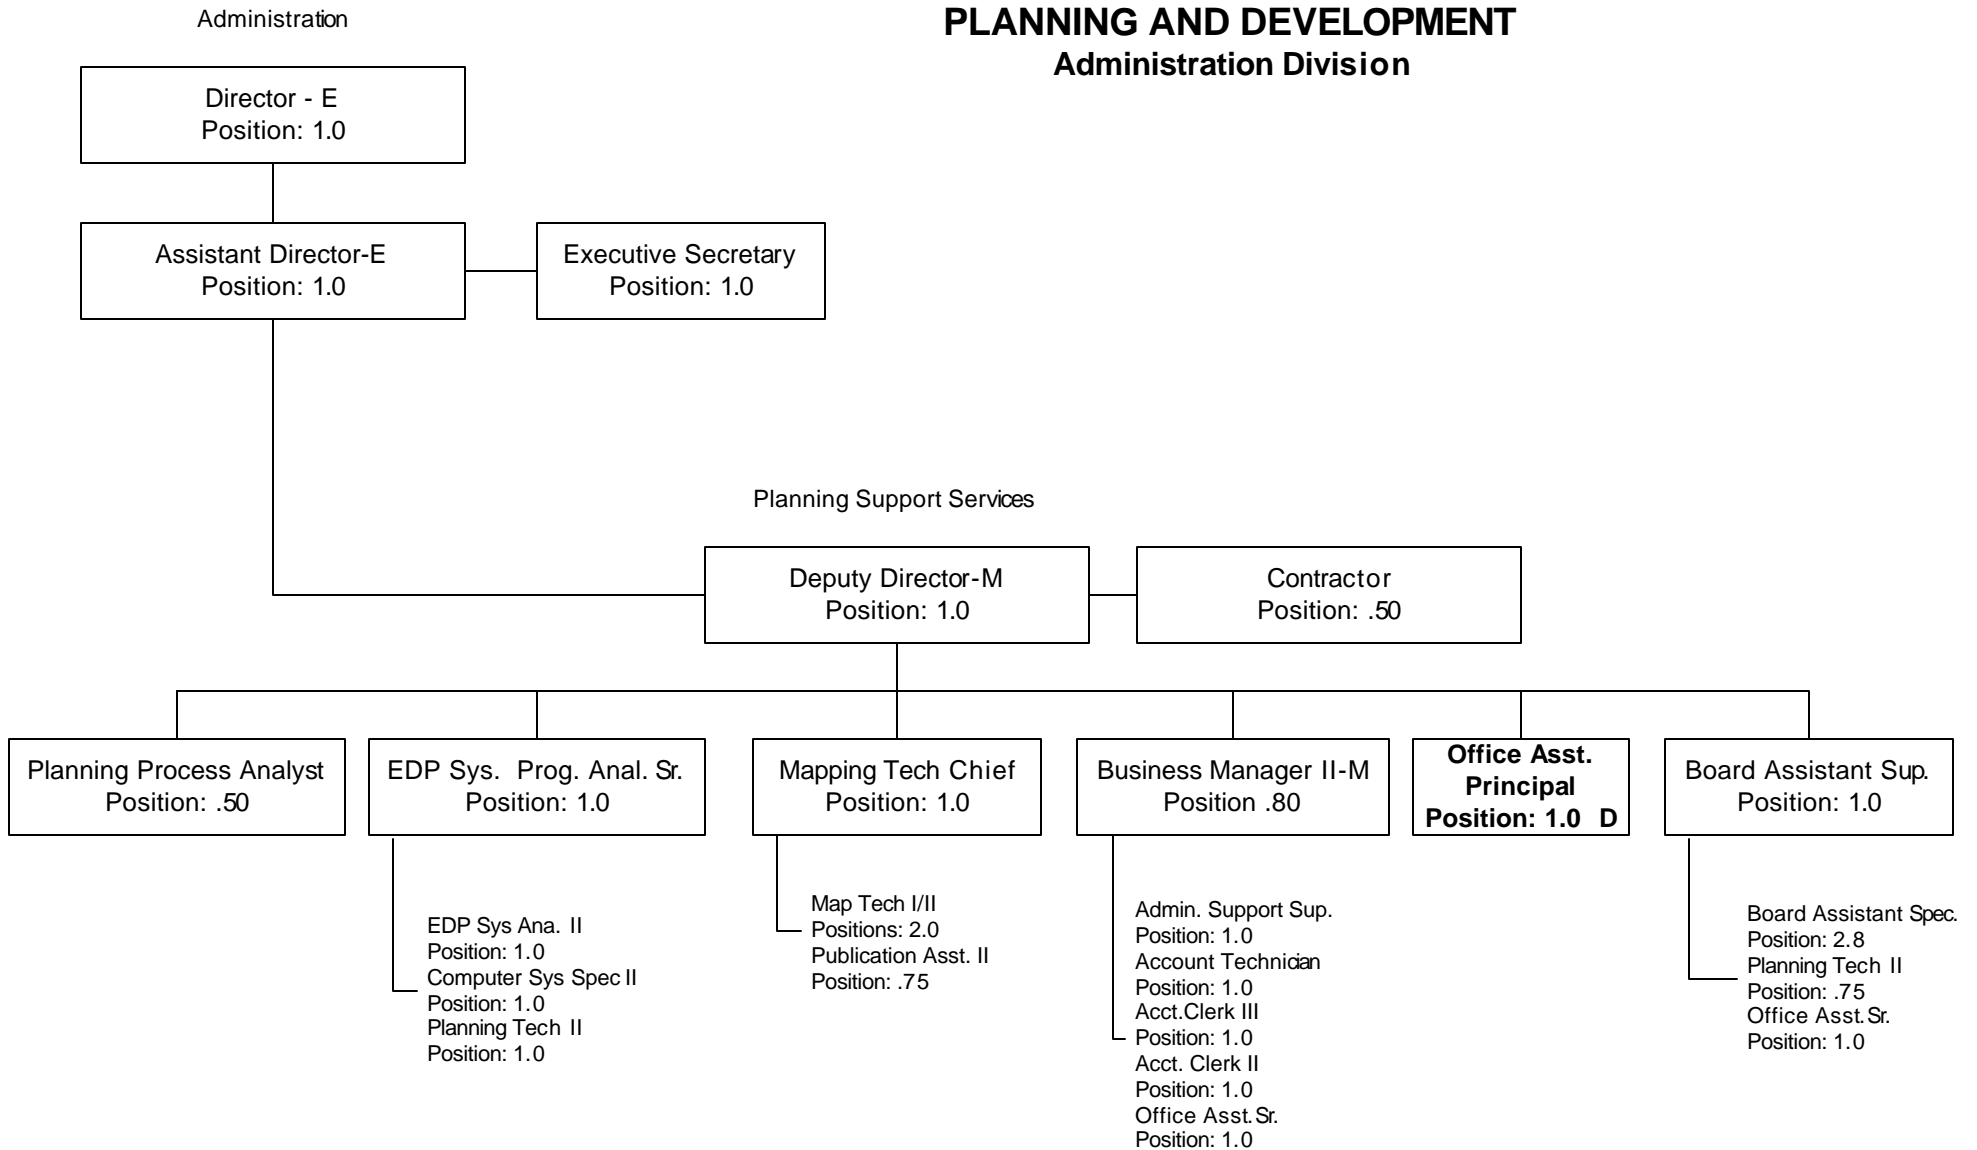 Administration
PLANNING AND DEVELOPMENT
Administration Division
Director - E
Position: 1.0
Assistant Director-E
Position: 1.0
Executive Secretary
Position: 1.0
Planning Support Services
Deputy Director-M
Position: 1.0
Contractor
Position: .50
Planning Process Analyst
Position: .50
EDP Sys. Prog. Anal. Sr.
Position: 1.0
Mapping Tech Chief
Position: 1.0
Business Manager II-M
Position .80
Office Asst.
Principal
Position: 1.0 D
Board Assistant Sup.
Position: 1.0
EDP Sys Ana. II
Position: 1.0
Computer Sys Spec II
Position: 1.0
Planning Tech II
Position: 1.0
Map Tech I/II
Positions: 2.0
Publication Asst. II
Position: .75
Admin. Support Sup.
Position: 1.0
Account Technician
Position: 1.0
Acct.Clerk III
Position: 1.0
Acct. Clerk II
Position: 1.0
Office Asst.Sr.
Position: 1.0
Board Assistant Spec.
Position: 2.8
Planning Tech II
Position: .75
Office Asst.Sr.
Position: 1.0